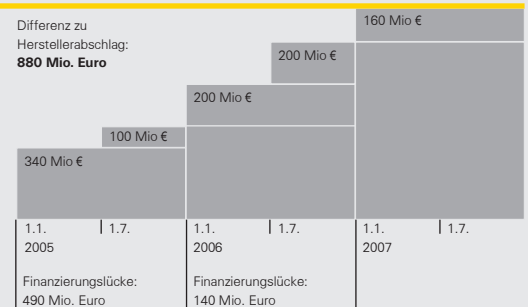 Differenz zu
Herstellerabschlag:
880 Mio. Euro
160 Mio €
200 Mio €
200 Mio €
100 Mio €
340 Mio €
1.1.
1.7.
1.1.
1.7.
1.1.
1.7.
2005
2006
2007
Finanzierungslücke:
490 Mio. Euro
Finanzierungslücke:
140 Mio. Euro